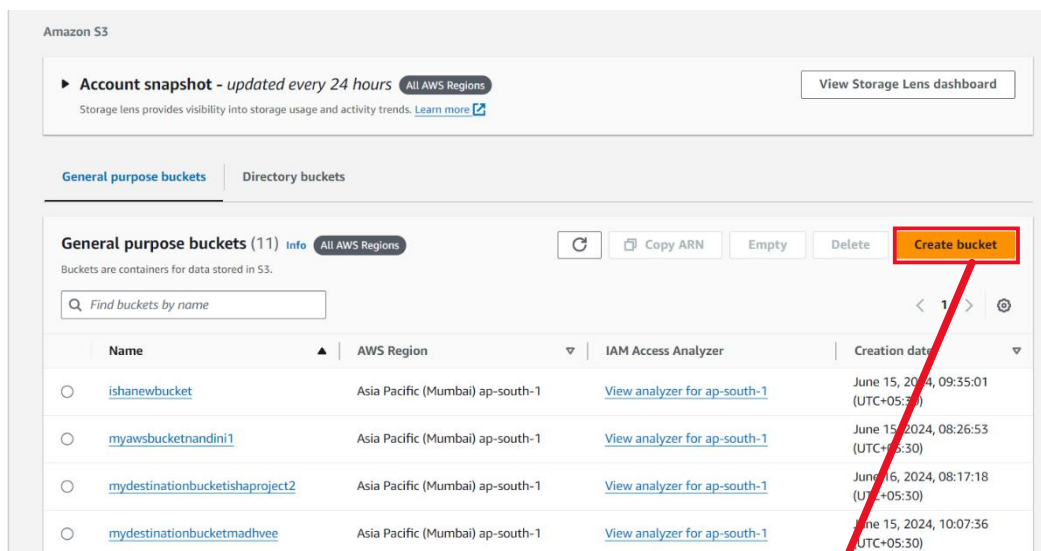 Amazon S3
Account snapshot - updated every 24 hours All AWS Regions
View Storage Lens dashboard
Storage lens provides visibility into storage usage and activity trends. Learn more
General purpose buckets Directory buckets
General purpose buckets (11) Info All AWS Regions
Copy ARN Empty Delete Create bucket
Buckets are containers for data stored in S3.
Find buckets by name
1
Name AWS Region IAM Access Analyzer Creation date
ishanewbucket Asia Pacific (Mumbai) ap-south-1 View analyzer for ap-south-1 June 15, 2024, 09:35:01
(UTC+05:30)
myawsbucketnandini1 Asia Pacific (Mumbai) ap-south-1 View analyzer for ap-south-1 June 15, 2024, 08:26:53
(UTC+05:30)
mydestinationbucketishaproject2 Asia Pacific (Mumbai) ap-south-1 View analyzer for ap-south-1 June 16, 2024, 08:17:18
(UTC+05:30)
mydestinationbucketmadhvee Asia Pacific (Mumbai) ap-south-1 View analyzer for ap-south-1 June 15, 2024, 10:07:36
(UTC+05:30)